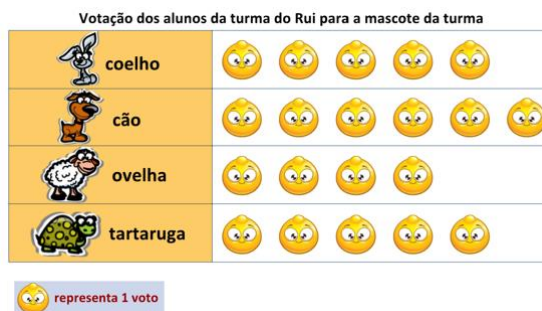 Votação dos alunos da turma do Rui para a mascote da turma
coelho
cão
ovelha
tartaruga
representa 1 voto